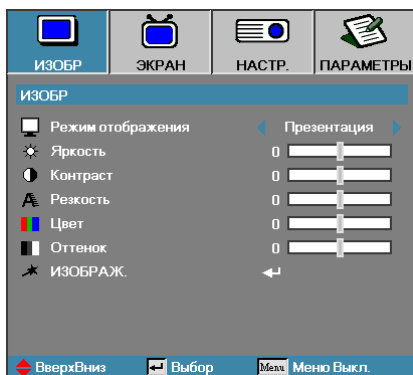 ИЗОБР ЭКРАН НАСТР. ПАРАМЕТРЫ
ИЗОБР
Режим отображения Презентация
Яркость 0
Контраст 0
Резкость 0
Цвет 0
Оттенок 0
ИЗОБРАЖ.
ВверхВниз Выбор Menu Меню Выкл.